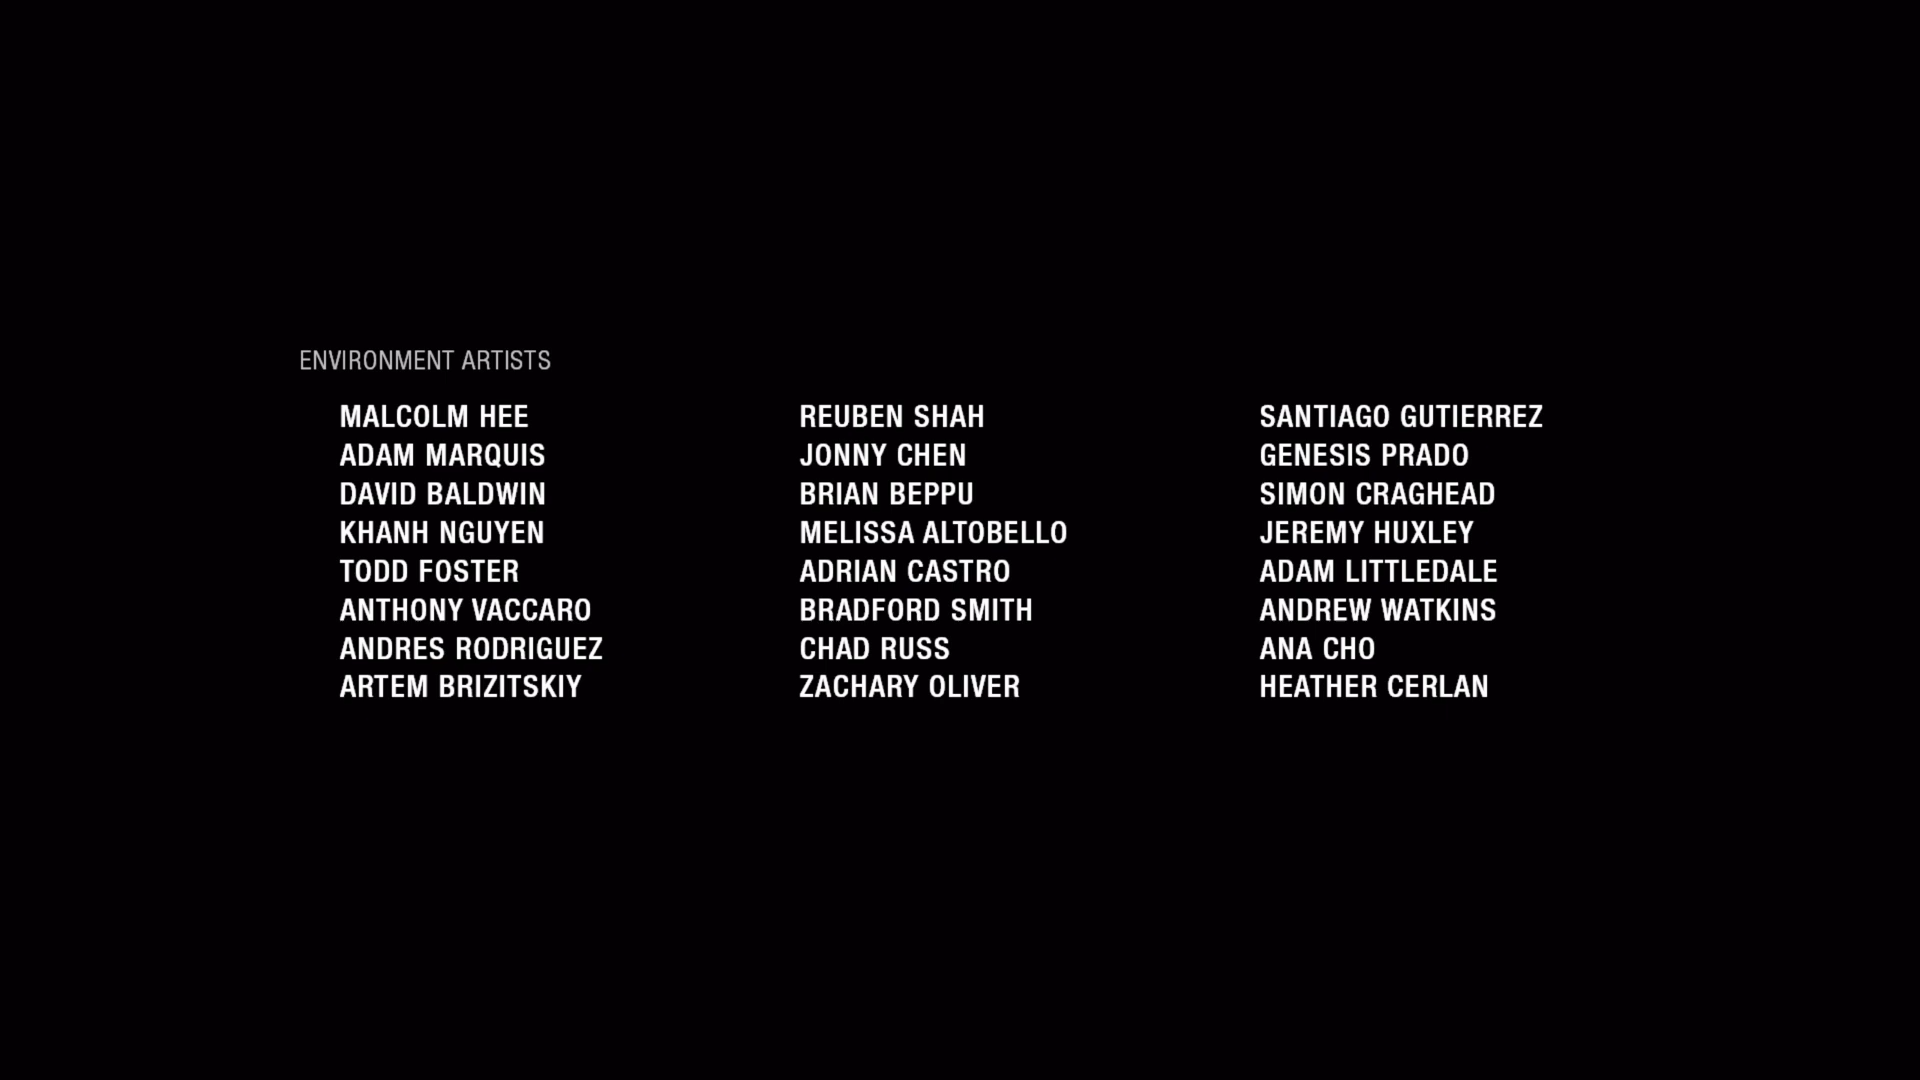 ENVIRONMENT ARTISTS
MALCOLM HEE
ADAM MARQUIS
DAVID BALDWIN
KHANH NGUYEN
TODD FOSTER
ANTHONY VACCARO
ANDRES RODRIGUEZ
ARTEM BRIZITSKIY
REUBEN SHAH
JONNY CHEN
BRIAN BEPPU
MELISSA ALTOBELLO
ADRIAN CASTRO
BRADFORD SMITH
CHAD RUSS
ZACHARY OLIVER
SANTIAGO GUTIERREZ
GENESIS PRADO
SIMON CRAGHEAD
JEREMY HUXLEY
ADAM LITTLEDALE
ANDREW WATKINS
ANA CHO
HEATHER CERLAN